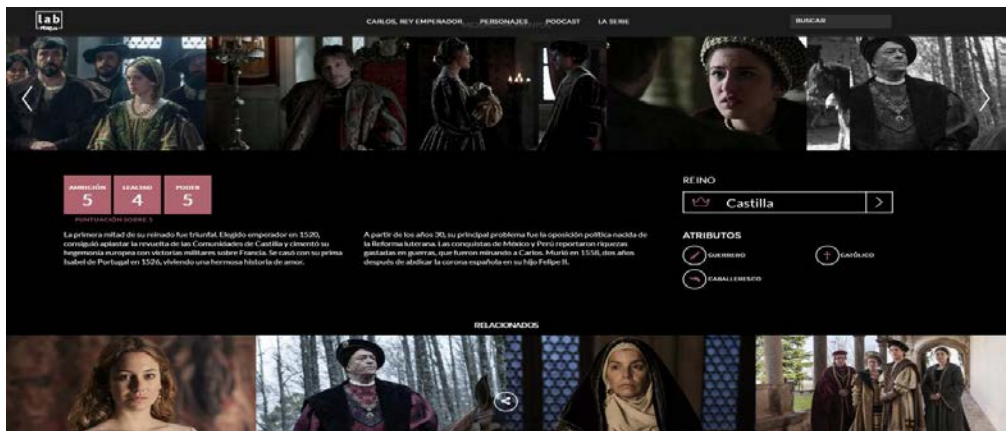 lab
rtve.es
CARLOS, REY EMPERADOR PERSONAJES PODCAST LA SERIE BUSCAR
AMBICIÓN LEALTAD PODER
5 4 5
PUNTUACIÓN SOBRE 5
La primera mitad de su reinado fue triunfal. Elegido emperador en 1520,
consiguió aplastar la revuelta de las Comunidades de Castilla y cimentó su
hegemonía europea con victorias militares sobre Francia. Se casó con su prima
Isabel de Portugal en 1526, viviendo una hermosa historia de amor.
A partir de los años 30, su principal problema fue la oposición política nacida de
la Reforma luterana. Las conquistas de México y Perú reportaron riquezas
gastadas en guerras, que fueron minando a Carlos. Murió en 1558, dos años
después de abdicar la corona española en su hijo Felipe II.
REINO
Castilla
ATRIBUTOS
GUERRERO
CATÓLICO
CABALLERESCO
RELACIONADOS